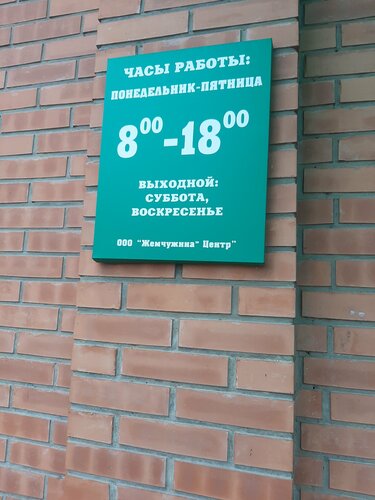 ЧАСЫ РАБОТЫ:
ПОНЕДЕЛЬНИК-ПЯТНИЦА
8⁰⁰-18⁰⁰
ВЫХОДНОЙ:
СУББОТА,
ВОСКРЕСЕНЬЕ
ООО "Жемчужина" Центр"